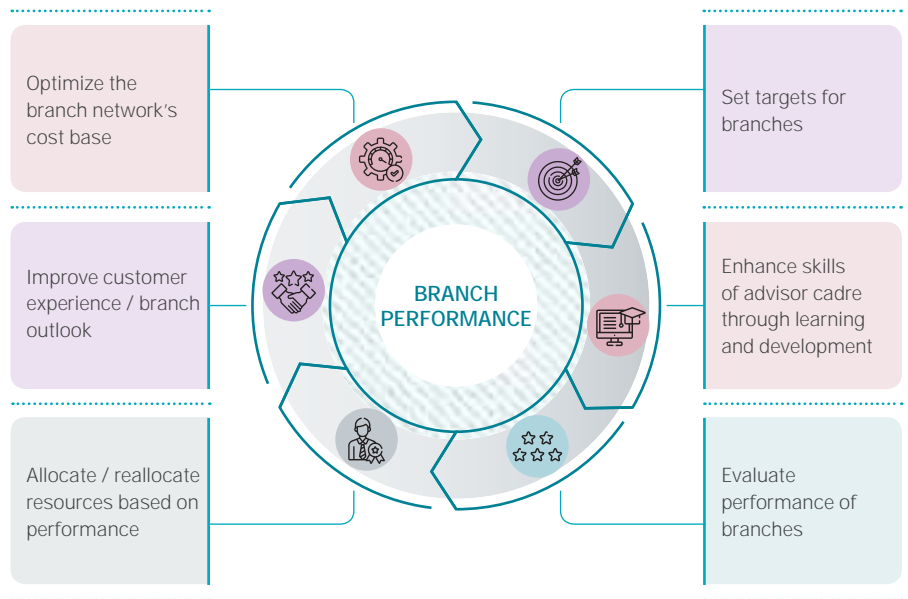 Optimize the
branch network's
cost base
Improve customer
experience / branch
outlook
Allocate / reallocate
resources based on
performance
BRANCH
PERFORMANCE
Set targets for
branches
Enhance skills
of advisor cadre
through learning
and development
Evaluate
performance of
branches